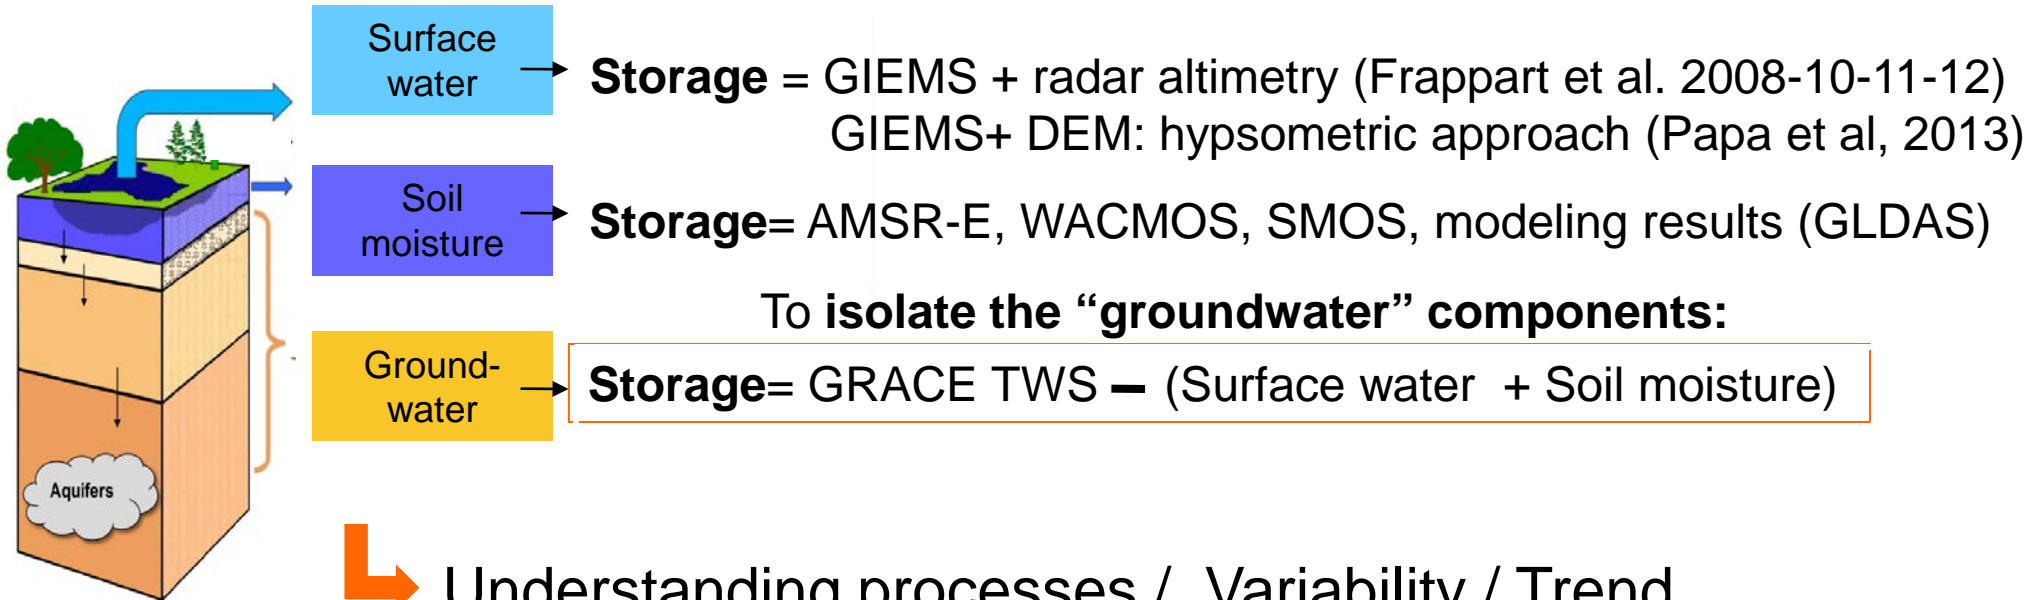 Surface
water
Storage = GIEMS + radar altimetry (Frappart et al. 2008-10-11-12)
GIEMS+ DEM: hypsometric approach (Papa et al, 2013)
Soil
moisture
Storage= AMSR-E, WACMOS, SMOS, modeling results (GLDAS)
To isolate the “groundwater” components:
Ground-
water
Storage= GRACE TWS – (Surface water + Soil moisture)
Aquifers
Understanding processes / Variability / Trend